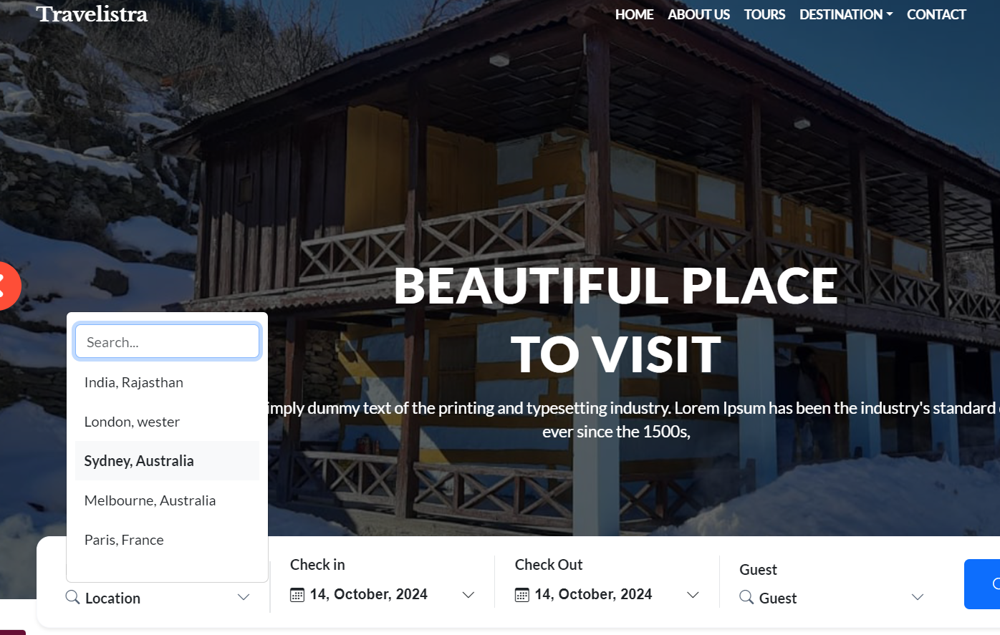 Travelistra
HOME ABOUT US TOURS DESTINATION CONTACT
BEAUTIFUL PLACE
TO VISIT
imply dummy text of the printing and typesetting industry. Lorem Ipsum has been the industry's standard
ever since the 1500s,
Search...
India, Rajasthan
London, wester
Sydney, Australia
Melbourne, Australia
Paris, France
Location
Check in
14, October, 2024
Check Out
14, October, 2024
Guest
Guest